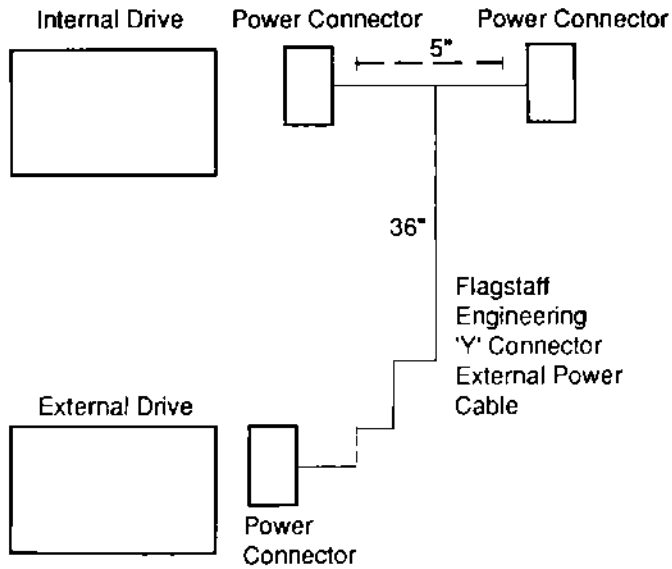 Internal Drive
Power Connector
Power Connector
5"
36"
Flagstaff
Engineering
'Y' Connector
External Power
Cable
External Drive
Power
Connector